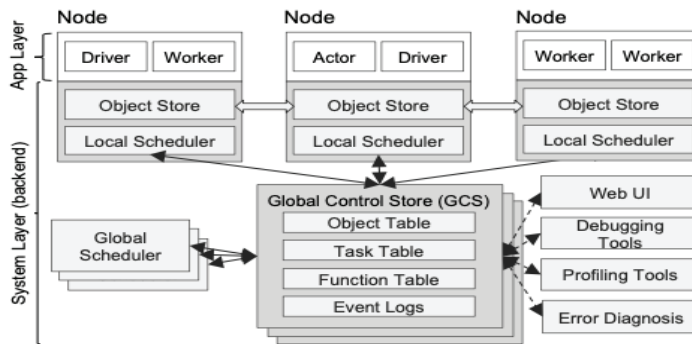 Node
Node
Node
App Layer
Driver
Worker
Actor
Driver
Worker
Worker
Object Store
Object Store
Object Store
Local Scheduler
Local Scheduler
Local Scheduler
System Layer (backend)
Global Control Store (GCS)
Object Table
Task Table
Function Table
Event Logs
Global
Scheduler
Web UI
Debugging
Tools
Profiling Tools
Error Diagnosis